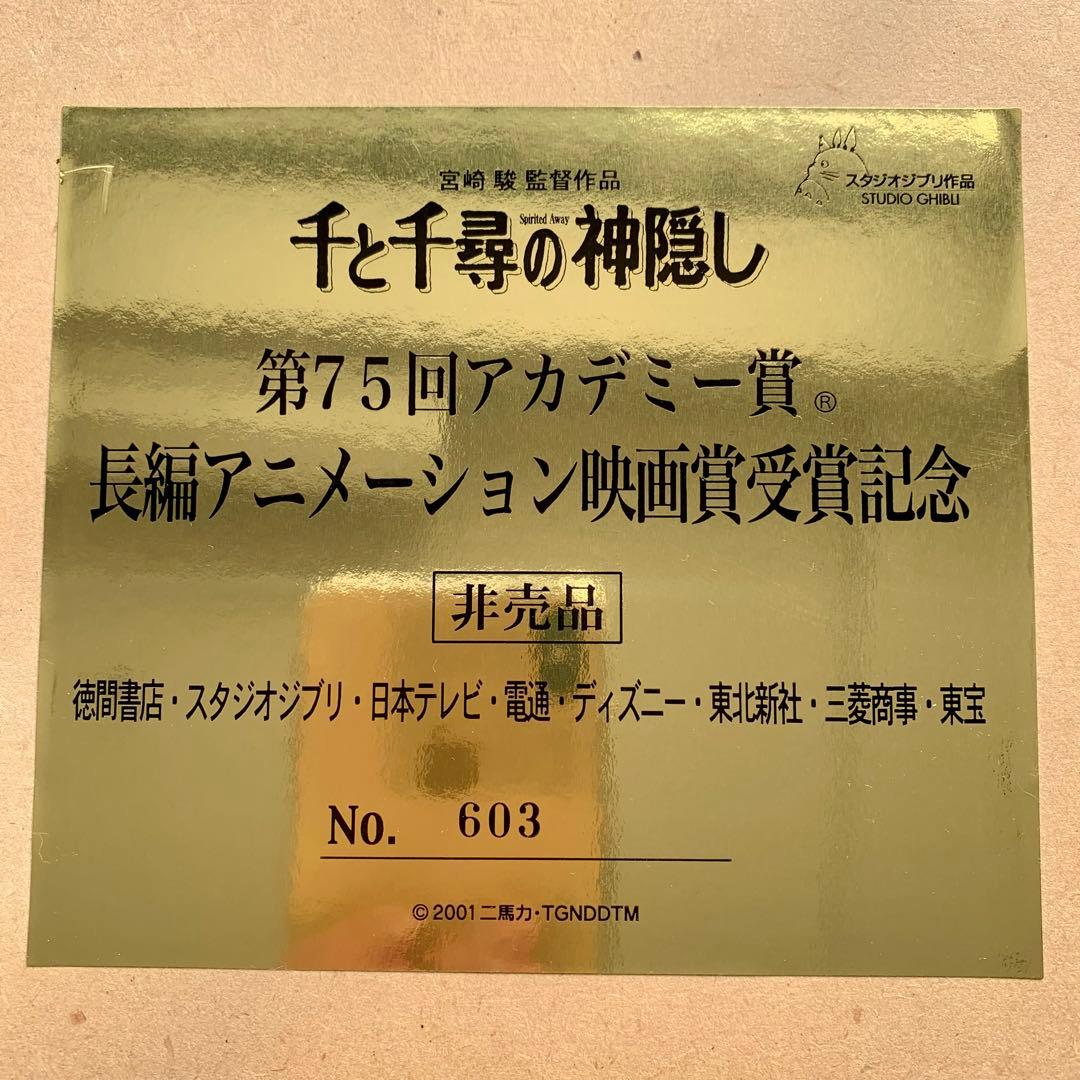 宮崎 駿 監督作品
スタジオジブリ作品
STUDIO GHIBLI
Spirited Away
千と千尋の神隠し
第75回アカデミー賞®
長編アニメーション映画賞受賞記念
非売品
徳間書店・スタジオジブリ・日本テレビ・電通・ディズニー・東北新社・三菱商事・東宝
No. 603
© 2001 二馬力・TGNDDTM